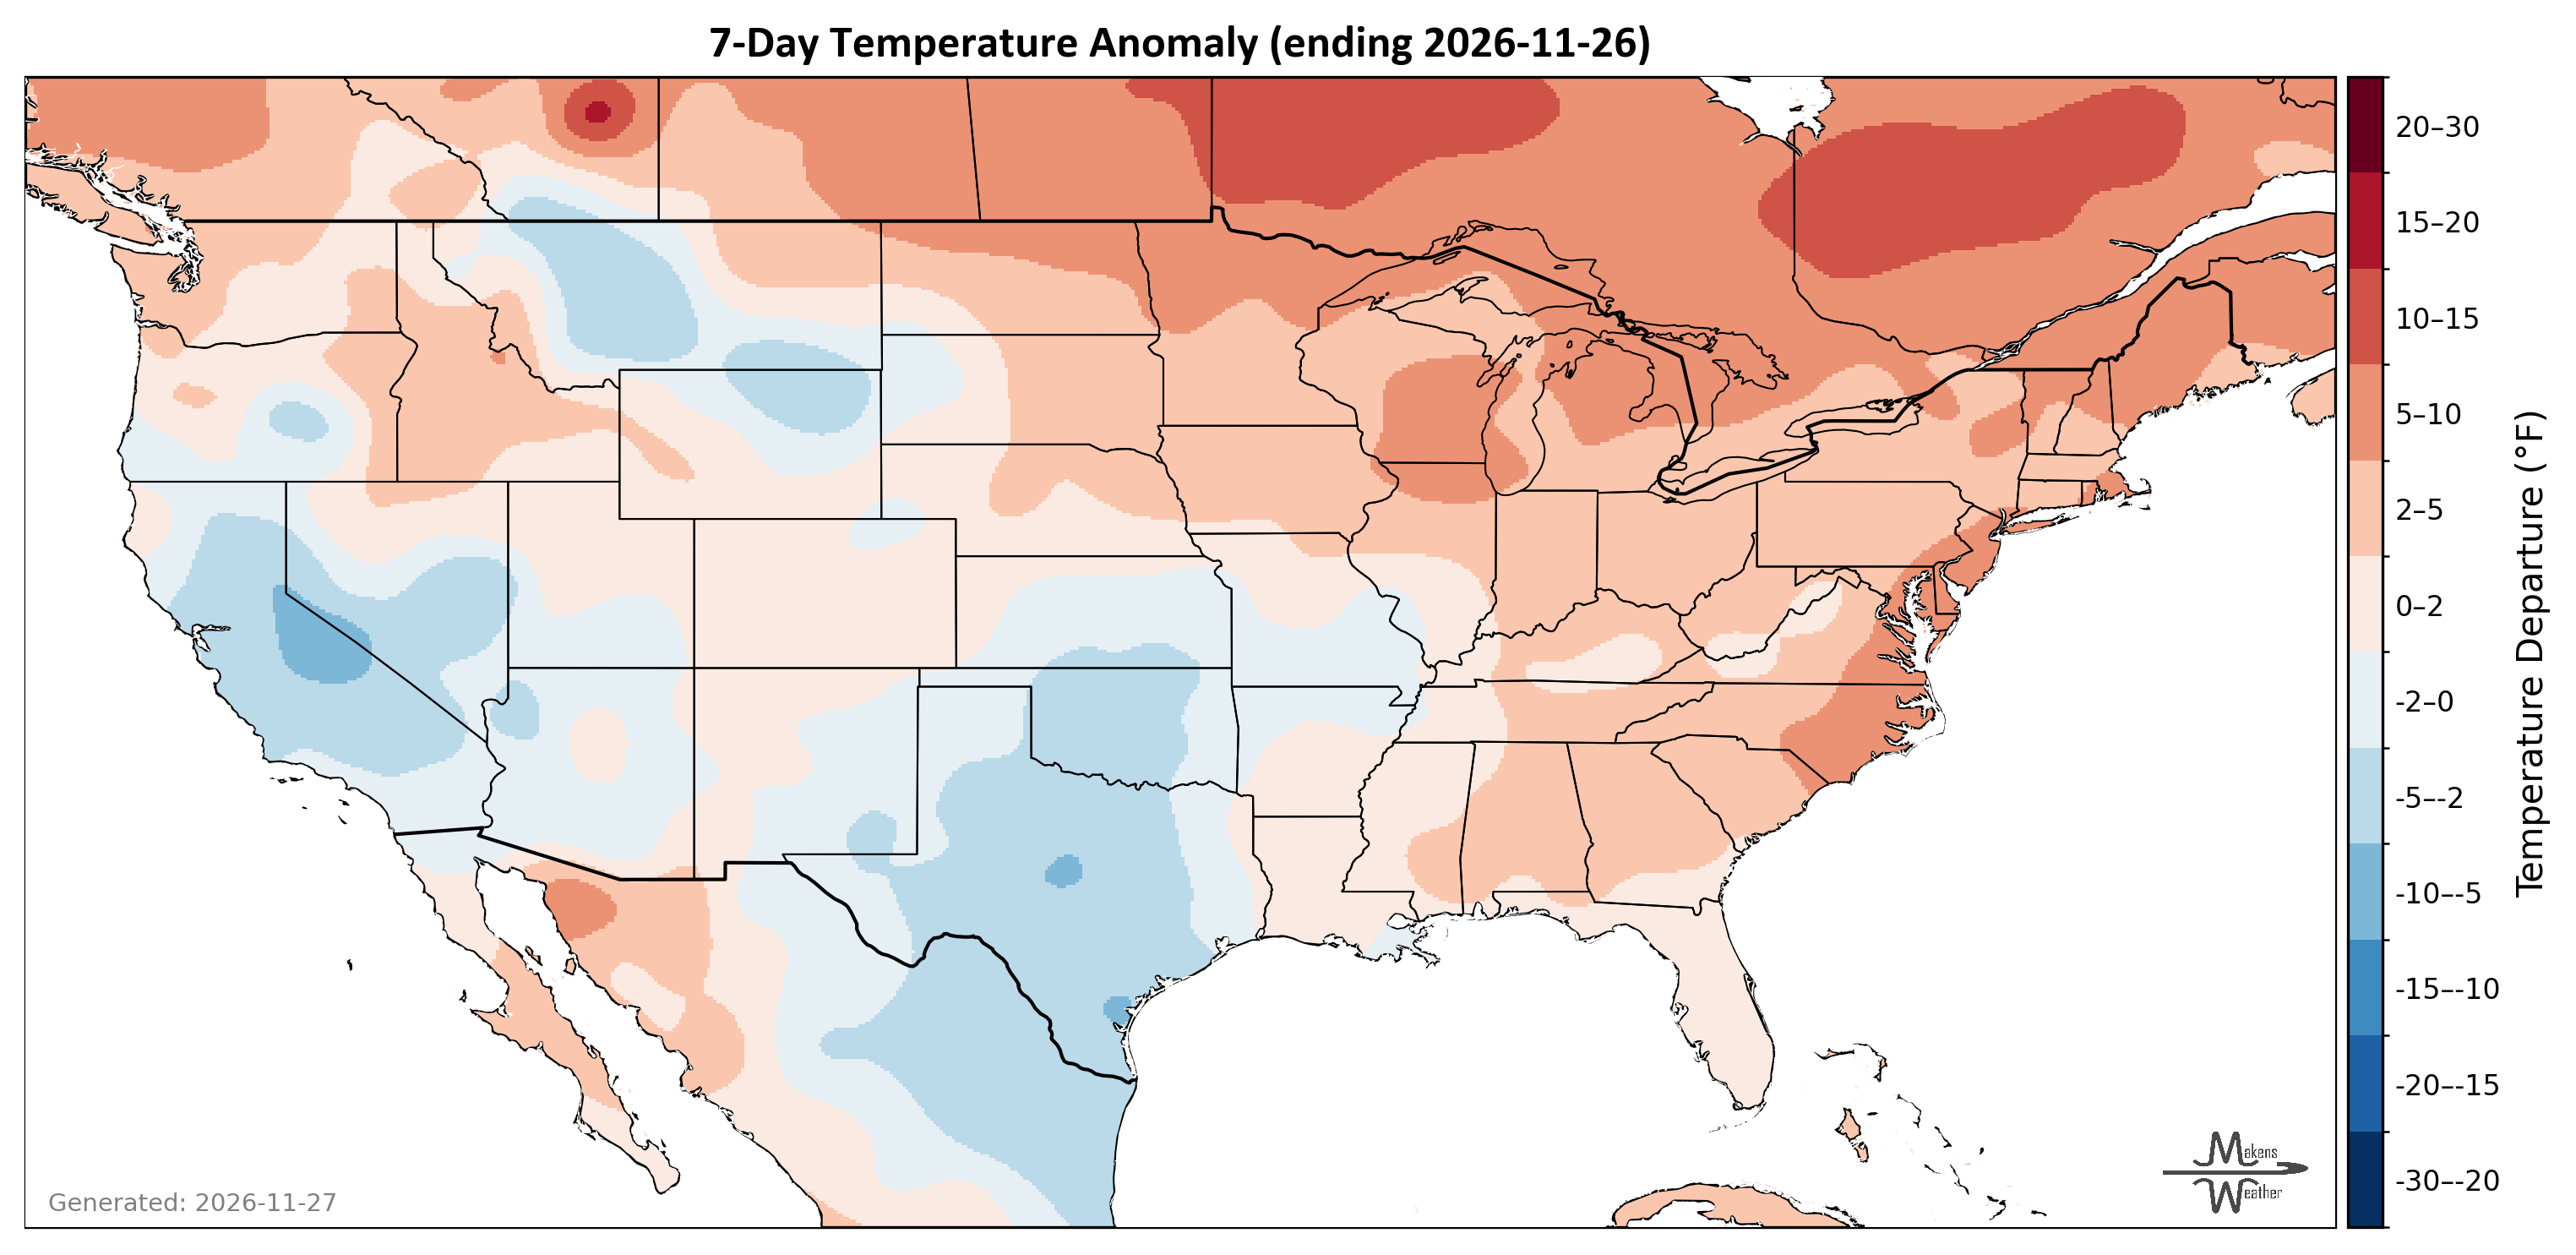 7-Day Temperature Anomaly (ending 2026-11-26)
20–30
15–20
10–15
5–10
2–5
0–2
-2–0
-5–-2
-10–-5
-15–-10
-20–-15
-30–-20
Temperature Departure (°F)
Makens
Weather
Generated: 2026-11-27